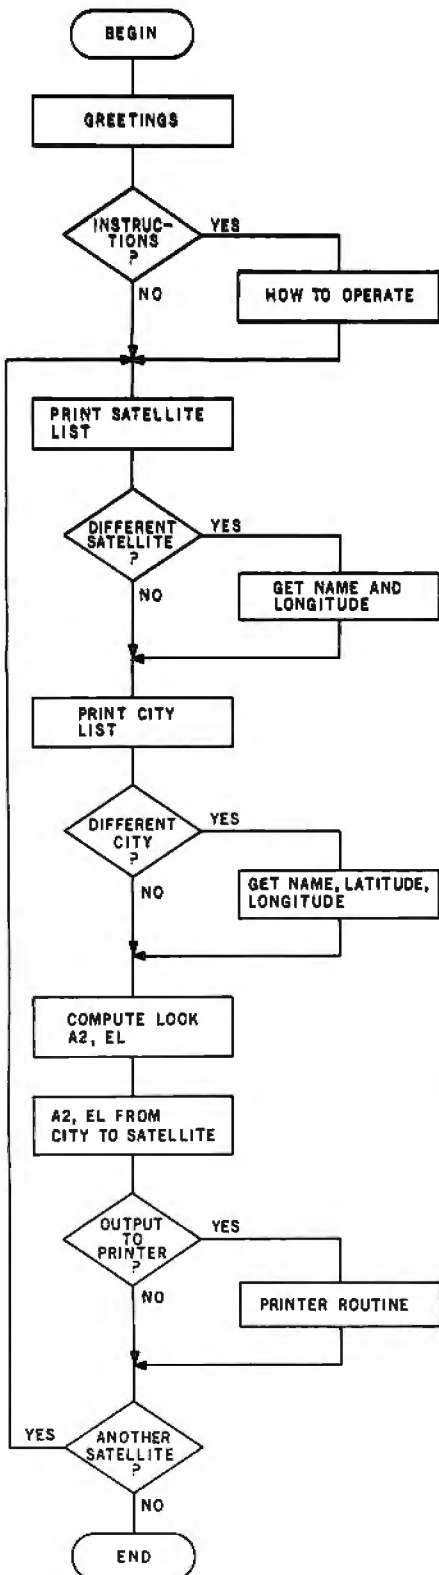 BEGIN
GREETINGS
INSTRUC-
TIONS
?
YES
NO
HOW TO OPERATE
PRINT SATELLITE
LIST
DIFFERENT
SATELLITE
?
YES
NO
GET NAME AND
LONGITUDE
PRINT CITY
LIST
DIFFERENT
CITY
?
YES
NO
GET NAME, LATITUDE,
LONGITUDE
COMPUTE LOOK
A2, EL
A2, EL FROM
CITY TO SATELLITE
OUTPUT
TO
PRINTER
?
YES
NO
PRINTER ROUTINE
YES
ANOTHER
SATELLITE
?
NO
END